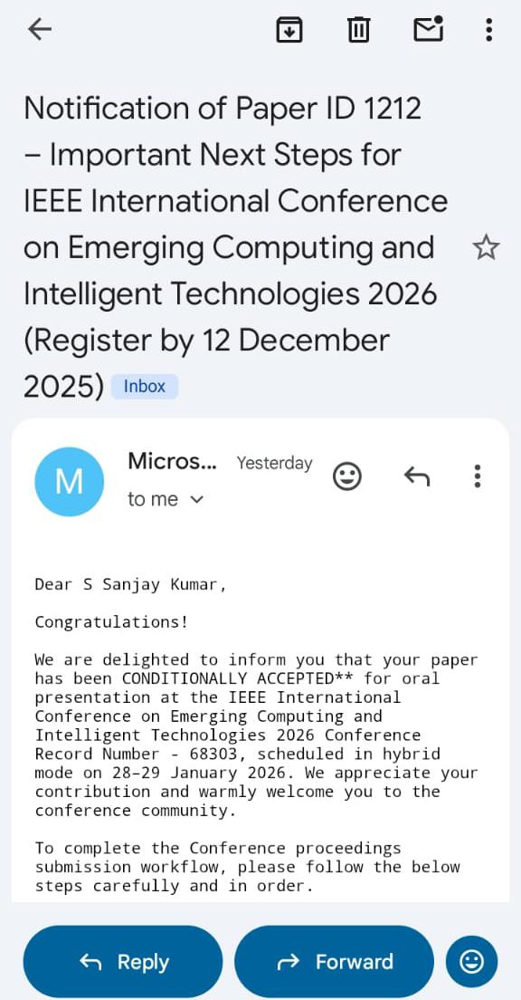 Notification of Paper ID 1212
– Important Next Steps for
IEEE International Conference
on Emerging Computing and
Intelligent Technologies 2026
(Register by 12 December
2025) Inbox
M
Micros... Yesterday
to me
Dear S Sanjay Kumar,
Congratulations!
We are delighted to inform you that your paper
has been CONDITIONALLY ACCEPTED** for oral
presentation at the IEEE International
Conference on Emerging Computing and
Intelligent Technologies 2026 Conference
Record Number - 68303, scheduled in hybrid
mode on 28–29 January 2026. We appreciate your
contribution and warmly welcome you to the
conference community.
To complete the Conference proceedings
submission workflow, please follow the below
steps carefully and in order.
Reply Forward